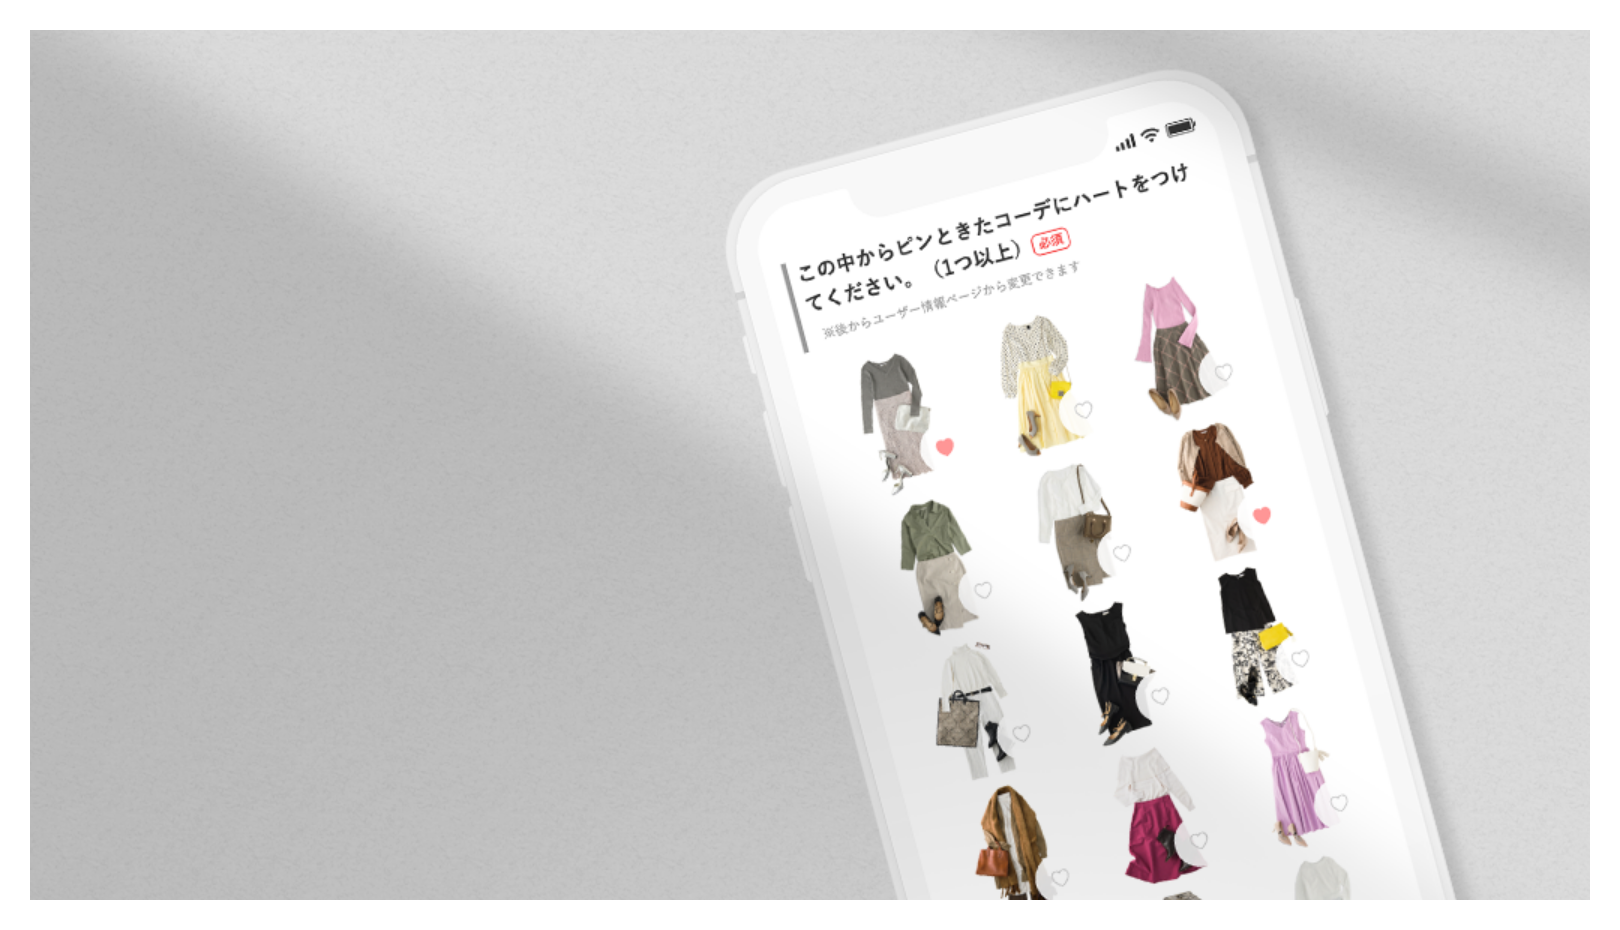 この中からピンときたコーデにハートをつけ
てください。（1つ以上） 必須
※後からユーザー情報ページから変更できます